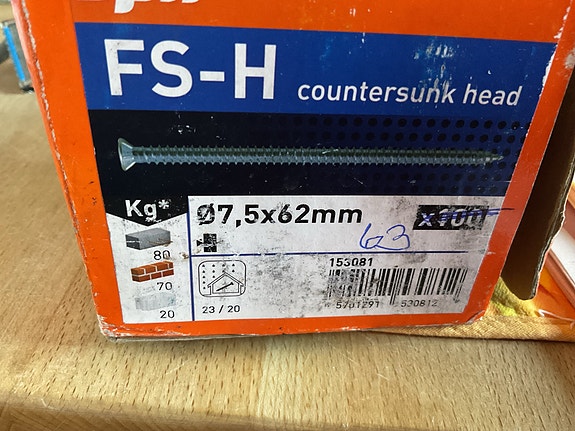 FS-H countersunk head
Kg*
Ø7,5x62mm x100
63
80
153081
70
20
23 / 20
5701291 530812